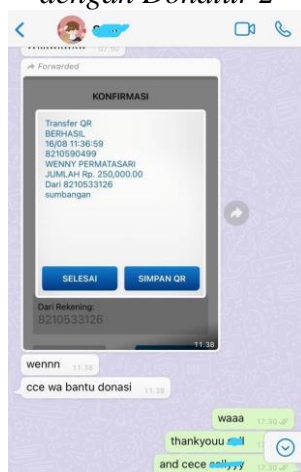 dengan Donatur 2
07.30
Forwarded
KONFIRMASI
Transfer QR
BERHASIL
16/08 11:36:59
8210590499
WENNY PERMATASARI
JUMLAH Rp. 250,000.00
Dari 8210533126
sumbangan
SELESAI SIMPAN QR
Dari Rekening:
8210533126
11.38
wennn 11.38
cce wa bantu donasi 11.38
waaa 17.30
thankyouu
and cece 17.30